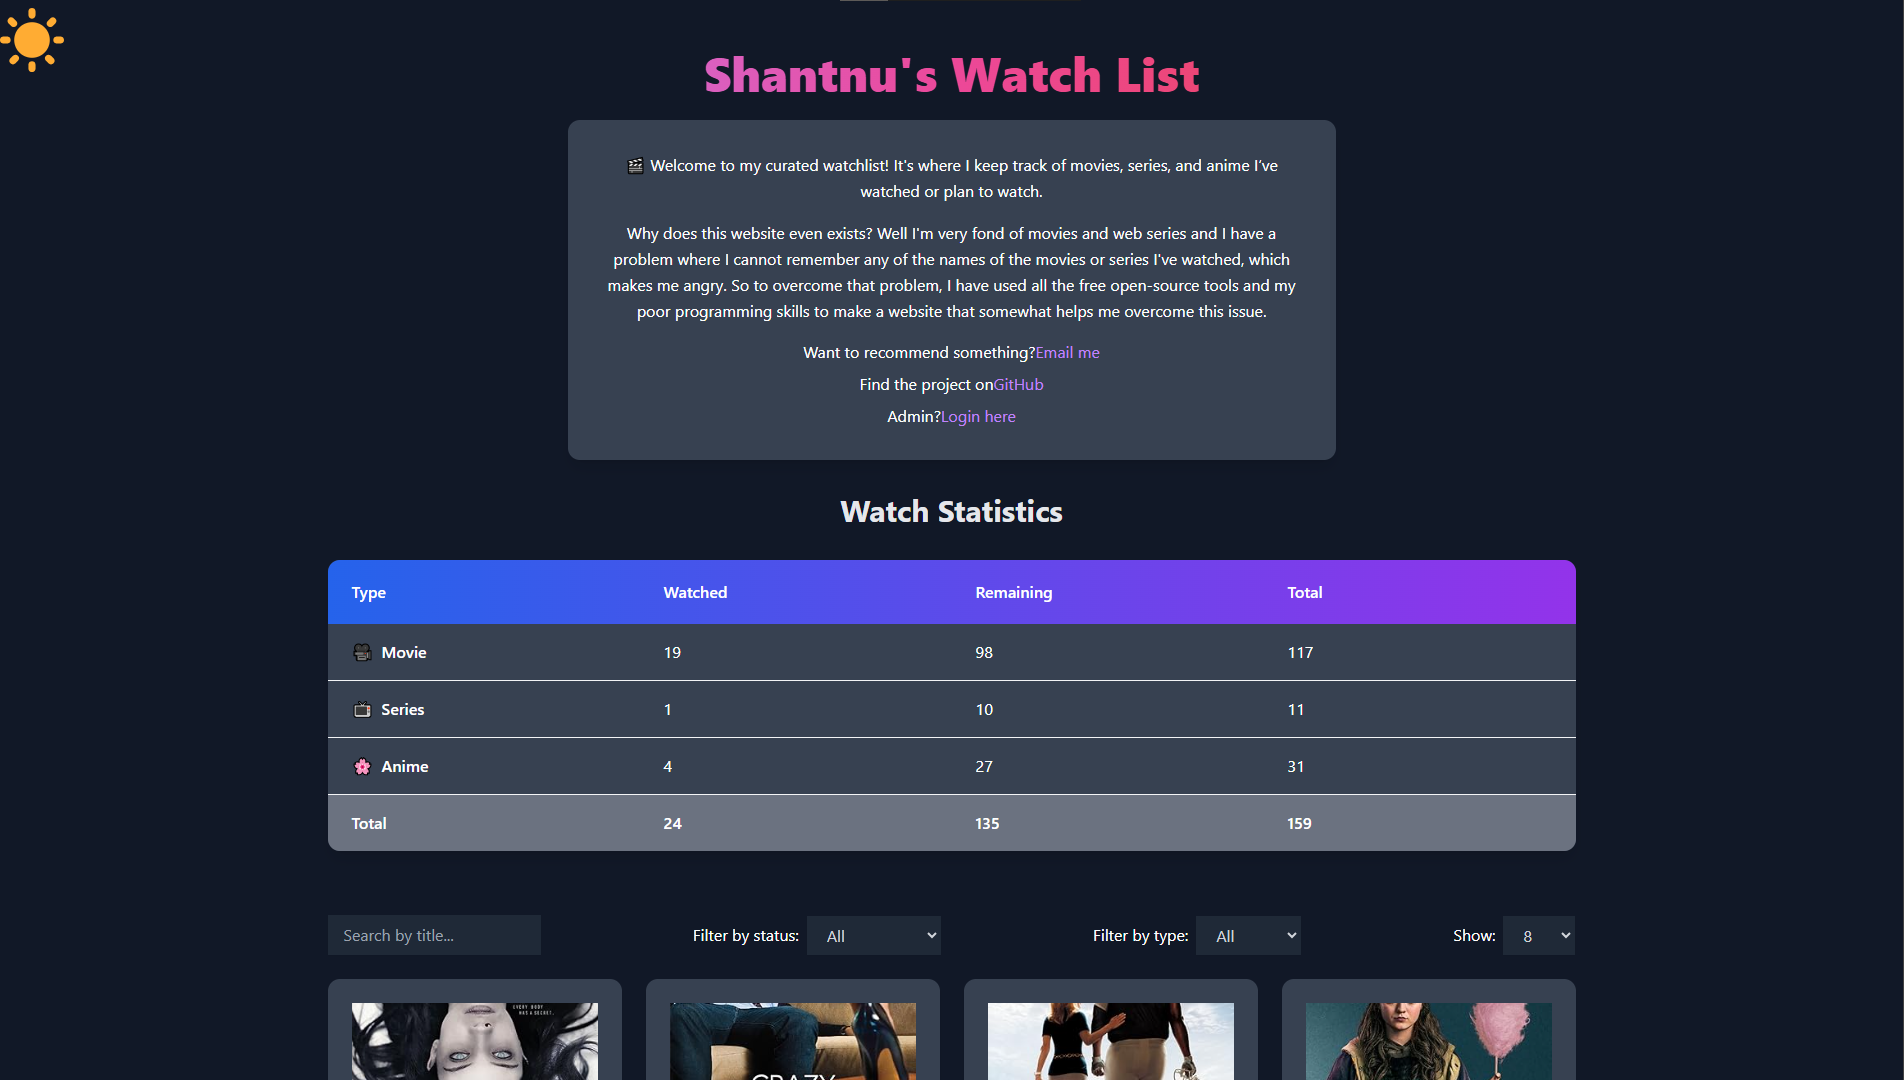 Shantnu's Watch List
🎬 Welcome to my curated watchlist! It's where I keep track of movies, series, and anime I've
watched or plan to watch.
Why does this website even exists? Well I'm very fond of movies and web series and I have a
problem where I cannot remember any of the names of the movies or series I've watched, which
makes me angry. So to overcome that problem, I have used all the free open-source tools and my
poor programming skills to make a website that somewhat helps me overcome this issue.
Want to recommend something?Email me
Find the project onGitHub
Admin?Login here
Watch Statistics
Type Watched Remaining Total
Movie 19 98 117
Series 1 10 11
Anime 4 27 31
Total 24 135 159
Search by title... Filter by status: All Filter by type: All Show: 8
EVERY BODY
HAS A SECRET.
CRAZY